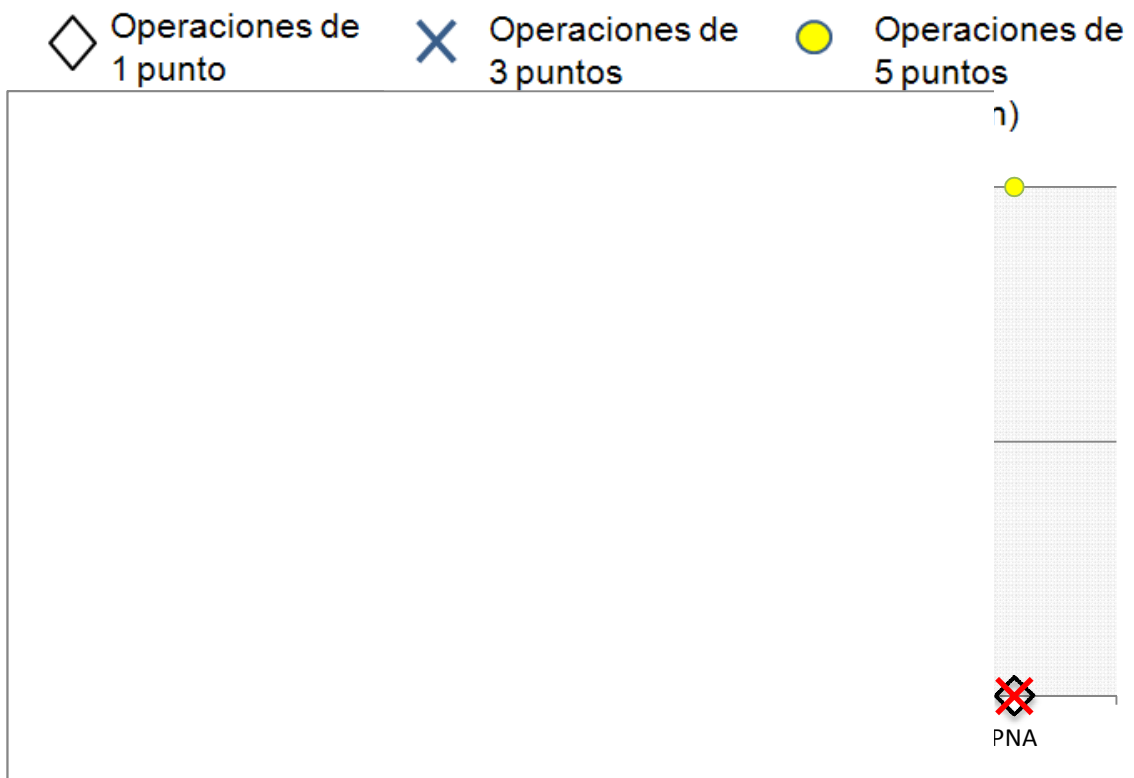 Operaciones de
1 punto
Operaciones de
3 puntos
Operaciones de
5 puntos
n)
PNA